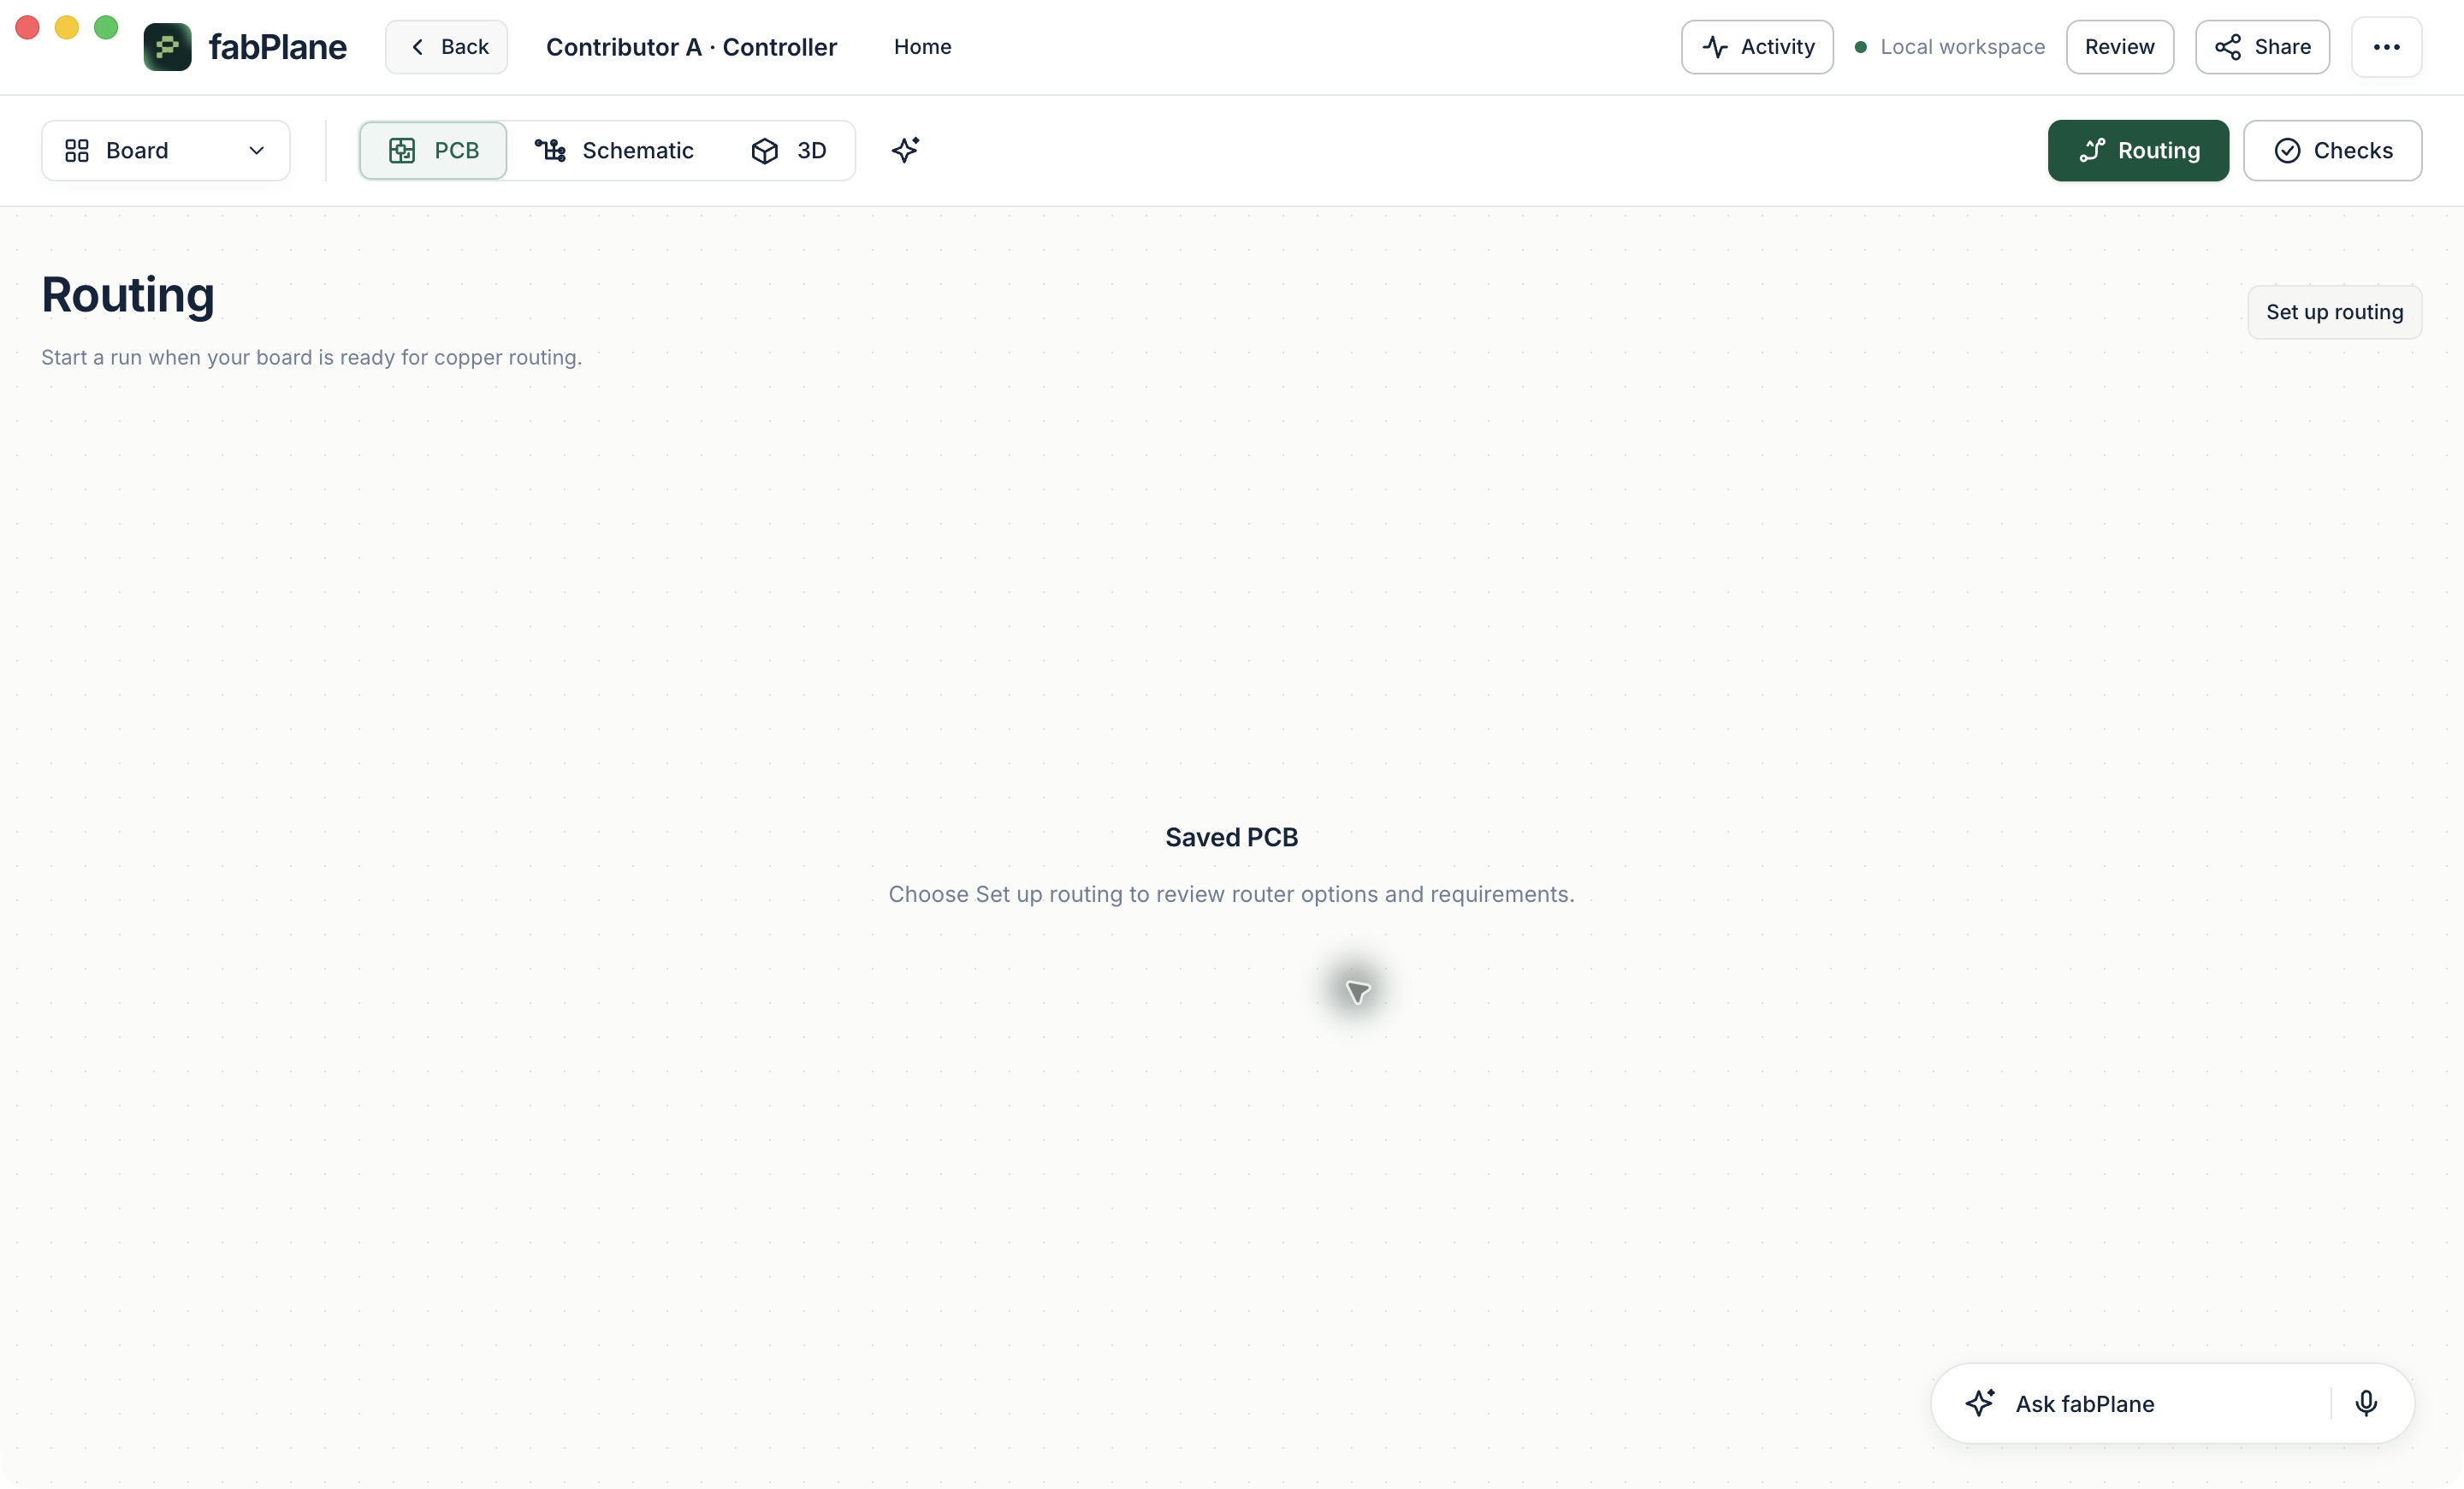 fabPlane
Back
Contributor A · Controller
Home
Activity
Local workspace
Review
Share
Board
PCB
Schematic
3D
Routing
Checks
Routing
Set up routing
Start a run when your board is ready for copper routing.
Saved PCB
Choose Set up routing to review router options and requirements.
Ask fabPlane